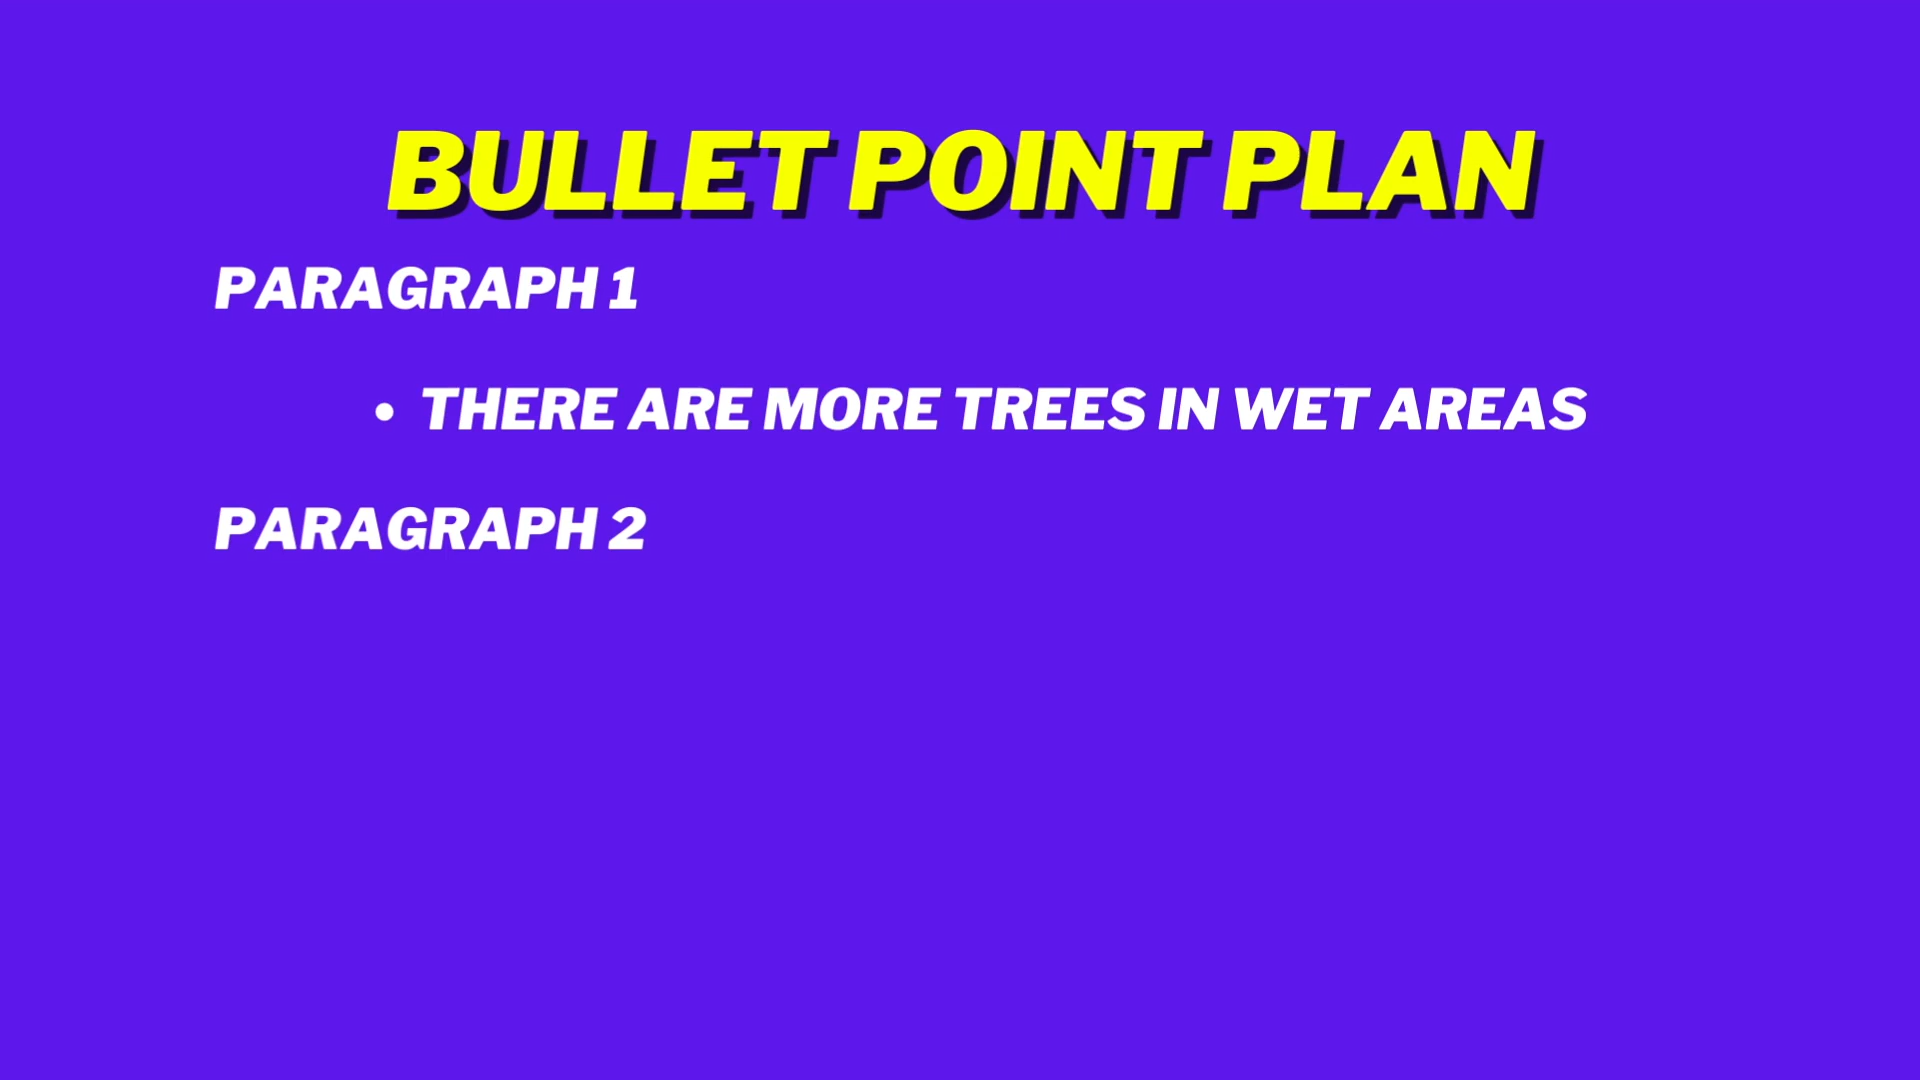 BULLET POINT PLAN
PARAGRAPH 1
• THERE ARE MORE TREES IN WET AREAS
PARAGRAPH 2